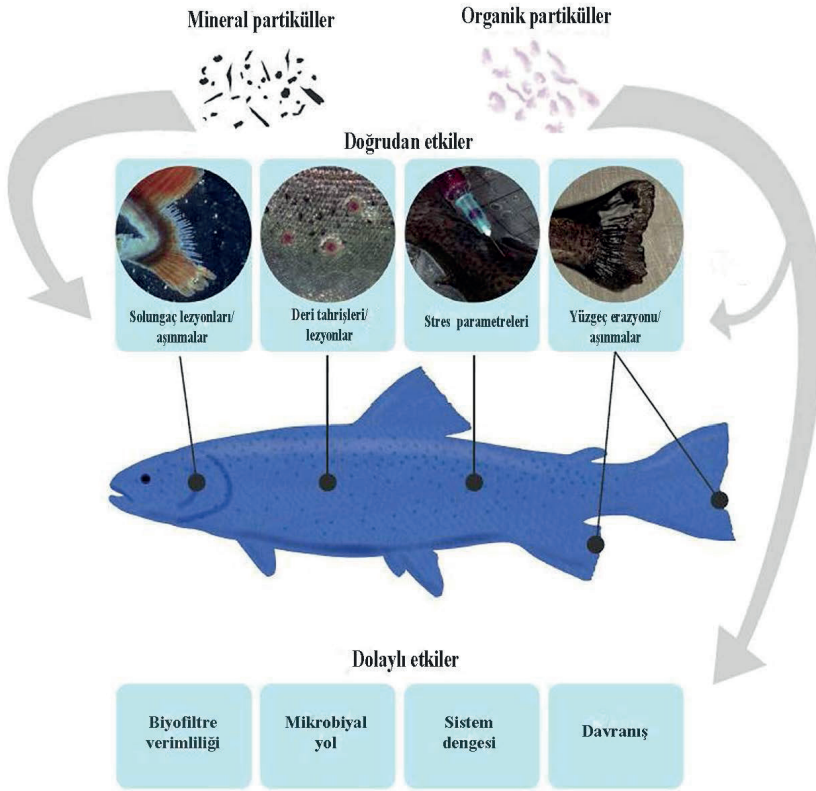 Mineral partiküller
Organik partiküller
Doğrudan etkiler
Solungaç lezyonları/
aşınmalar
Deri tahrişleri/
lezyonlar
Stres parametreleri
Yüzgeç erazyonu/
aşınmalar
Dolaylı etkiler
Biyofiltre
verimliliği
Mikrobiyal
yol
Sistem
dengesi
Davranış